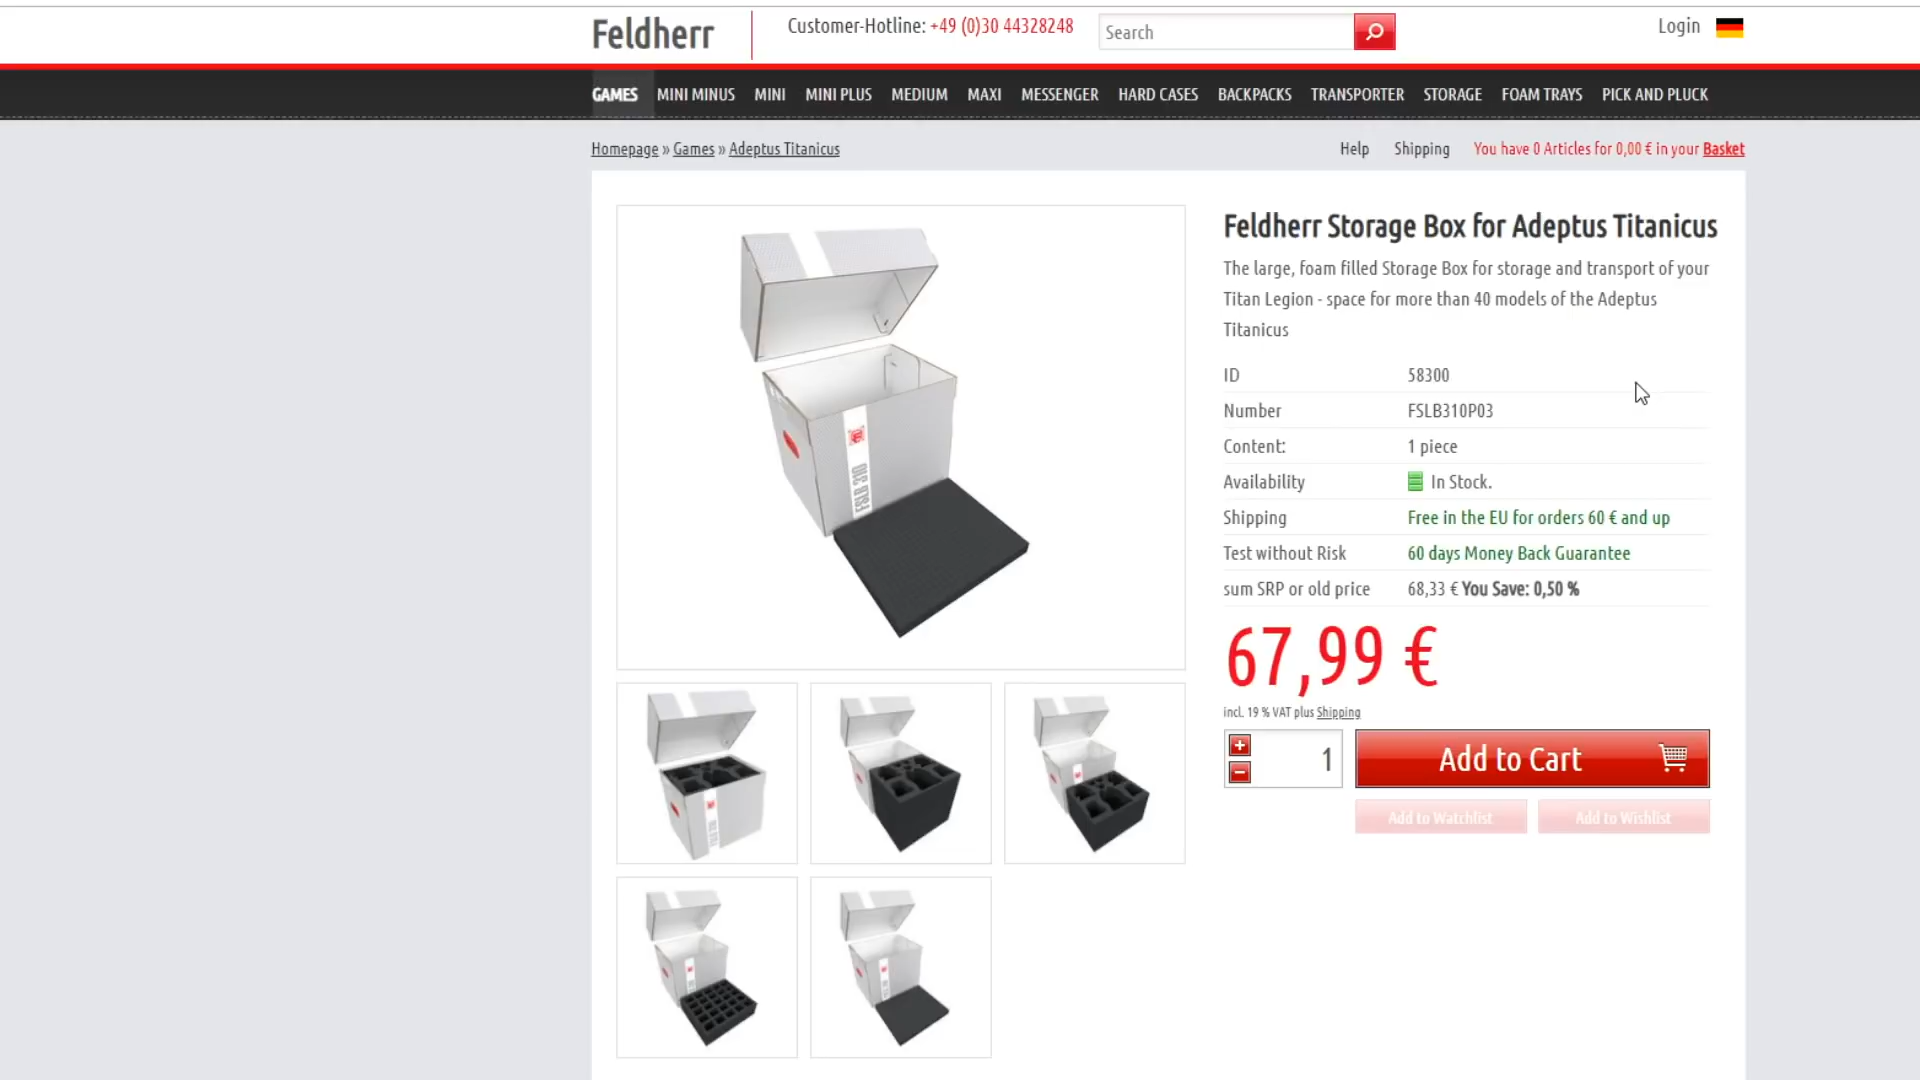 Feldherr
Customer-Hotline: +49 (0)30 44328248
Search
Login
GAMES MINI MINUS MINI MINI PLUS MEDIUM MAXI MESSENGER HARD CASES BACKPACKS TRANSPORTER STORAGE FOAM TRAYS PICK AND PLUCK
Homepage » Games » Adeptus Titanicus
Help Shipping You have 0 Articles for 0,00 € in your Basket
Feldherr Storage Box for Adeptus Titanicus
The large, foam filled Storage Box for storage and transport of your
Titan Legion - space for more than 40 models of the Adeptus
Titanicus
ID 58300
Number FSLB310P03
Content: 1 piece
Availability In Stock.
Shipping Free in the EU for orders 60 € and up
Test without Risk 60 days Money Back Guarantee
sum SRP or old price 68,33 € You Save: 0,50 %
67,99 €
incl. 19 % VAT plus Shipping
1
Add to Cart
Add to Watchlist Add to Wishlist
FSLB 310